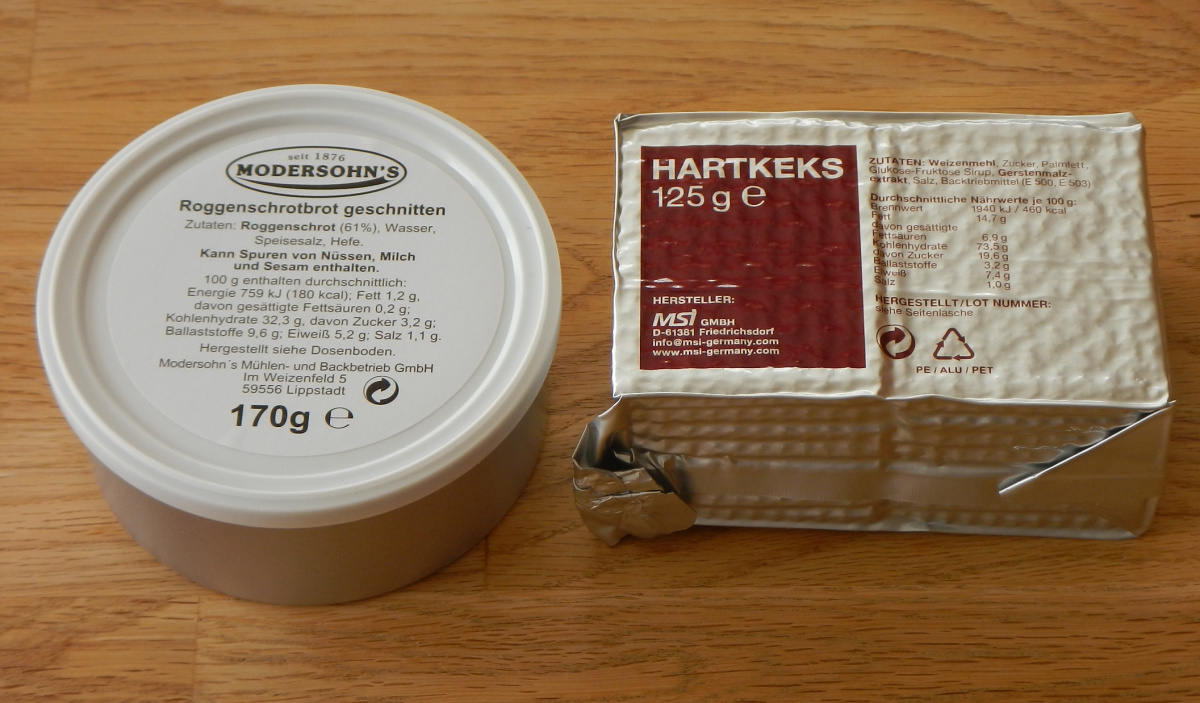 seit 1876
MODERSOHN'S
Roggenschrotbrot geschnitten
Zutaten: Roggenschrot (61%), Wasser,
Speisesalz, Hefe.
Kann Spuren von Nüssen, Milch
und Sesam enthalten.
100 g enthalten durchschnittlich:
Energie 759 kJ (180 kcal); Fett 1,2 g,
davon gesättigte Fettsäuren 0,2 g;
Kohlenhydrate 32,3 g, davon Zucker 3,2 g;
Ballaststoffe 9,6 g; Eiweiß 5,2 g; Salz 1,1 g.
Hergestellt siehe Dosenboden.
Modersohn´s Mühlen- und Backbetrieb GmbH
Im Weizenfeld 5
59556 Lippstadt
170g ℮
HARTKEKS
125 g ℮
HERSTELLER:
MSI GMBH
D-61381 Friedrichsdorf
info@msi-germany.com
www.msi-germany.com
ZUTATEN: Weizenmehl, Zucker, Palmfett,
Glukose-Fruktose Sirup, Gerstenmalz-
extrakt, Salz, Backtriebmittel (E 500, E 503)
Durchschnittliche Nährwerte je 100 g:
Brennwert 1940 kJ / 460 kcal
Fett 14,7 g
davon gesättigte
Fettsäuren 6,9 g
Kohlenhydrate 73,5 g
davon Zucker 19,6 g
Ballaststoffe 3,2 g
Eiweiß 7,4 g
Salz 1,0 g
HERGESTELLT/LOT NUMMER:
siehe Seitenlasche
PE / ALU / PET